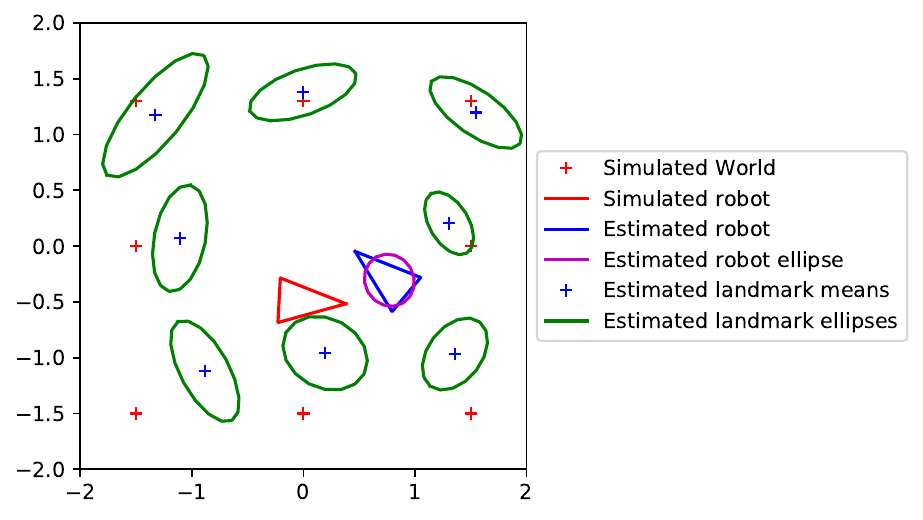 2.0
1.5
1.0
0.5
0.0
−0.5
−1.0
−1.5
−2.0
−2
−1
0
1
2
Simulated World
Simulated robot
Estimated robot
Estimated robot ellipse
Estimated landmark means
Estimated landmark ellipses